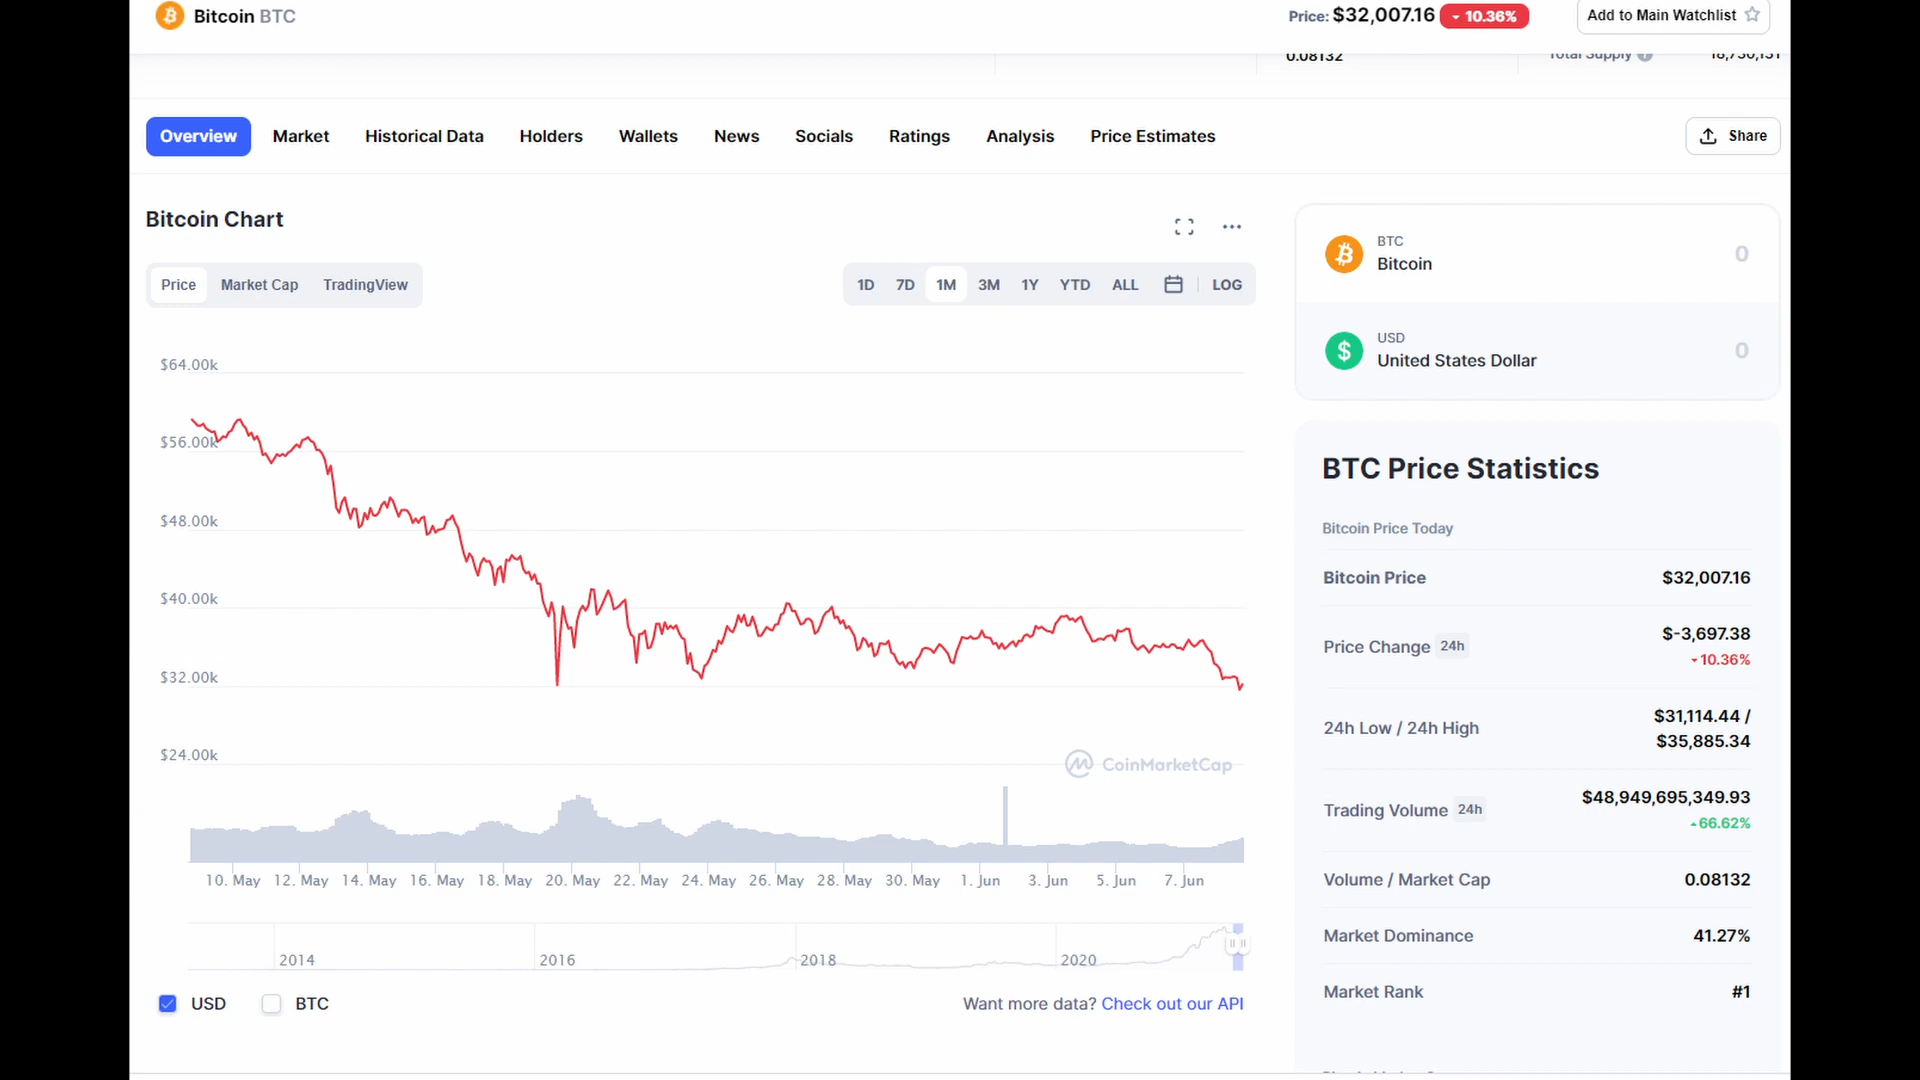 Bitcoin BTC
Price: $32,007.16 10.36%
Add to Main Watchlist
0.08132
Total Supply
18,730,131
Overview Market Historical Data Holders Wallets News Socials Ratings Analysis Price Estimates
Share
Bitcoin Chart
Price Market Cap TradingView
1D 7D 1M 3M 1Y YTD ALL LOG
$64.00k
$56.00k
$48.00k
$40.00k
$32.00k
$24.00k
CoinMarketCap
10. May 12. May 14. May 16. May 18. May 20. May 22. May 24. May 26. May 28. May 30. May 1. Jun 3. Jun 5. Jun 7. Jun
2014 2016 2018 2020
USD BTC
Want more data? Check out our API
BTC
Bitcoin
0
USD
United States Dollar
0
BTC Price Statistics
Bitcoin Price Today
Bitcoin Price $32,007.16
Price Change 24h $-3,697.38
10.36%
24h Low / 24h High $31,114.44 /
$35,885.34
Trading Volume 24h $48,949,695,349.93
66.62%
Volume / Market Cap 0.08132
Market Dominance 41.27%
Market Rank #1